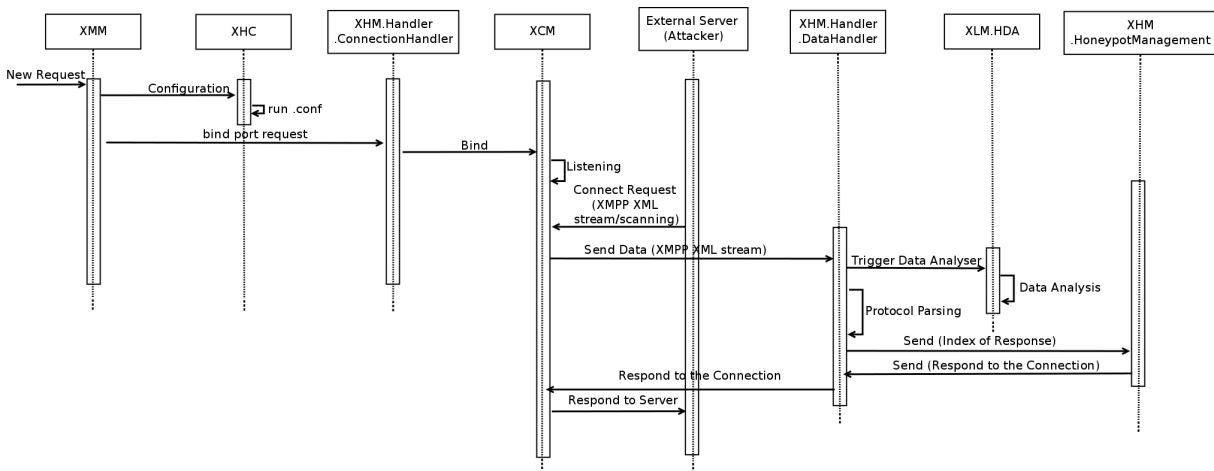 XMM
XHC
XHM.Handler
.ConnectionHandler
XCM
External Server
(Attacker)
XHM.Handler
.DataHandler
XLM.HDA
XHM
.HoneypotManagement
New Request
Configuration
run .conf
bind port request
Bind
Listening
Connect Request
(XMPP XML
stream/scanning)
Send Data (XMPP XML stream)
Trigger Data Analyser
Data Analysis
Protocol Parsing
Send (Index of Response)
Send (Respond to the Connection)
Respond to the Connection
Respond to Server